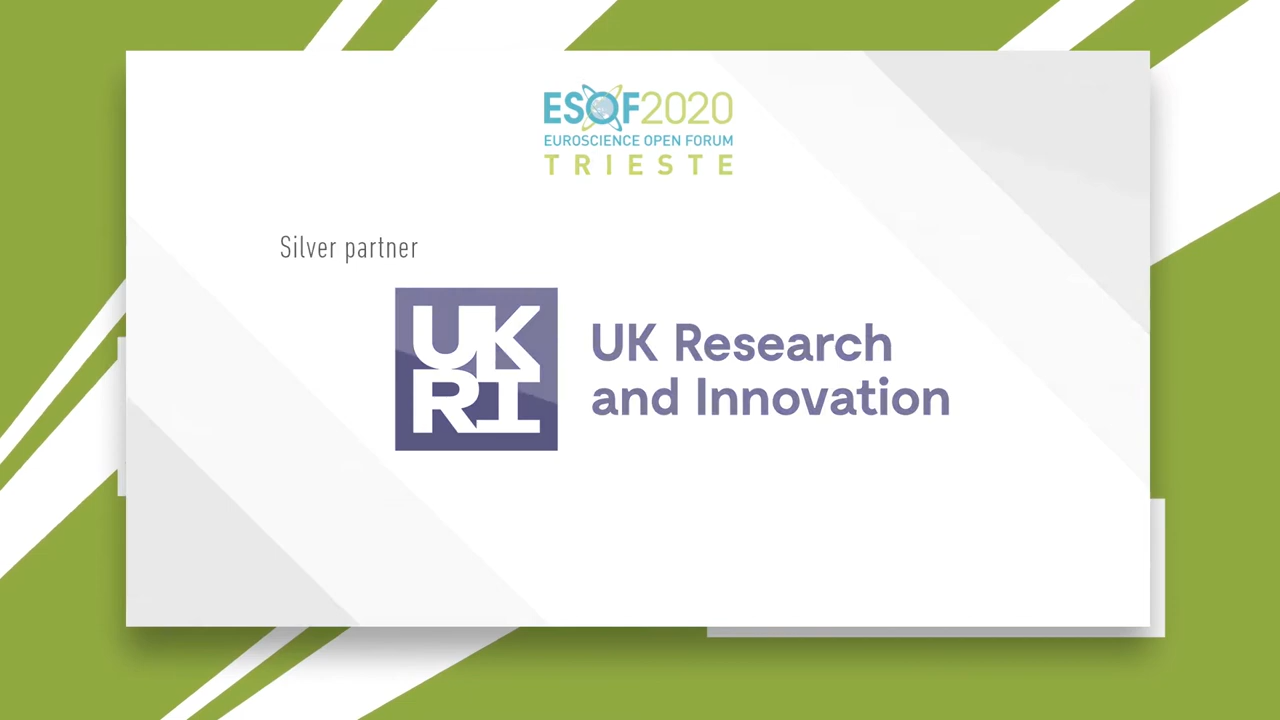 ESOF2020
EUROSCIENCE OPEN FORUM
TRIESTE
Silver partner
UK
RI
UK Research
and Innovation